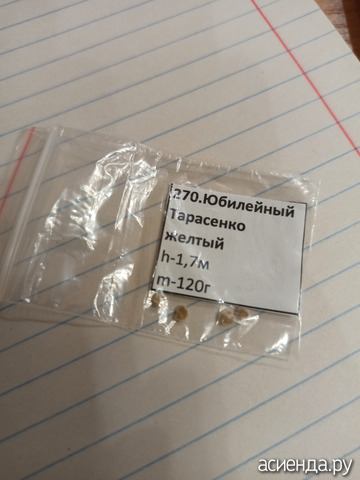 270.Юбилейный
Тарасенко
желтый
h-1,7м
m-120г
асиенда.ру